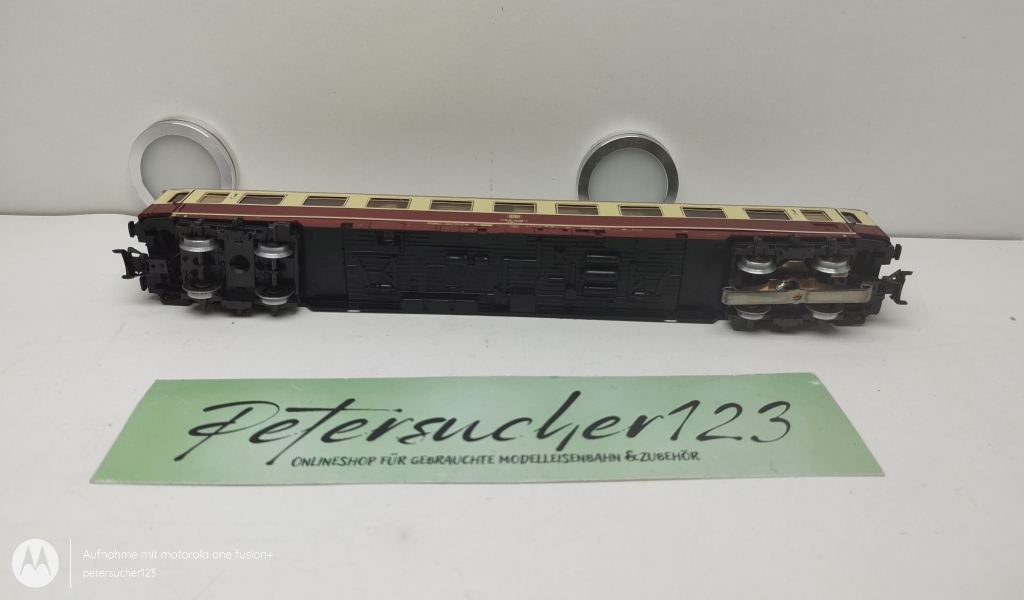 Petersucher123
ONLINESHOP FÜR GEBRAUCHTE MODELLEISENBAHN & ZUBEHÖR
Aufnahme mit motorola one fusion+
petersucher123